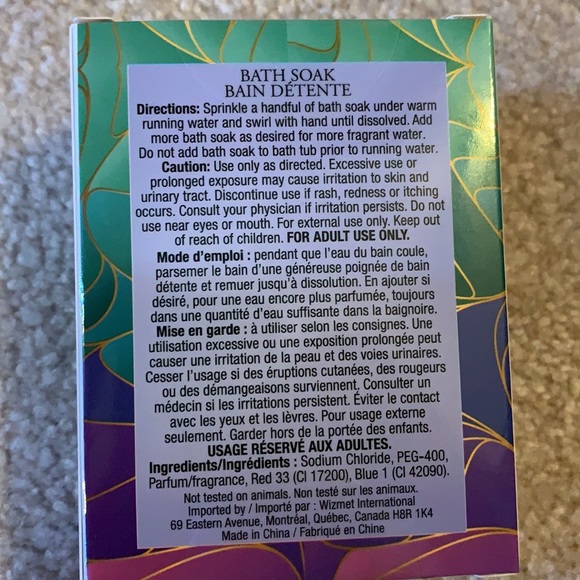 BATH SOAK
BAIN DÉTENTE
Directions: Sprinkle a handful of bath soak under warm
running water and swirl with hand until dissolved. Add
more bath soak as desired for more fragrant water.
Do not add bath soak to bath tub prior to running water.
Caution: Use only as directed. Excessive use or
prolonged exposure may cause irritation to skin and
urinary tract. Discontinue use if rash, redness or itching
occurs. Consult your physician if irritation persists. Do not
use near eyes or mouth. For external use only. Keep out
of reach of children. FOR ADULT USE ONLY.
Mode d'emploi : pendant que l'eau du bain coule,
parsemer le bain d'une généreuse poignée de bain
détente et remuer jusqu'à dissolution. En ajouter si
désiré, pour une eau encore plus parfumée, toujours
dans une quantité d'eau suffisante dans la baignoire.
Mise en garde : à utiliser selon les consignes. Une
utilisation excessive ou une exposition prolongée peut
causer une irritation de la peau et des voies urinaires.
Cesser l'usage si des éruptions cutanées, des rougeurs
ou des démangeaisons surviennent. Consulter un
médecin si les irritations persistent. Éviter le contact
avec les yeux et les lèvres. Pour usage externe
seulement. Garder hors de la portée des enfants.
USAGE RÉSERVÉ AUX ADULTES.
Ingredients/Ingrédients : Sodium Chloride, PEG-400,
Parfum/fragrance, Red 33 (CI 17200), Blue 1 (CI 42090).
Not tested on animals. Non testé sur les animaux.
Imported by / Importé par : Wizmet International
69 Eastern Avenue, Montréal, Québec, Canada H8R 1K4
Made in China / Fabriqué en Chine